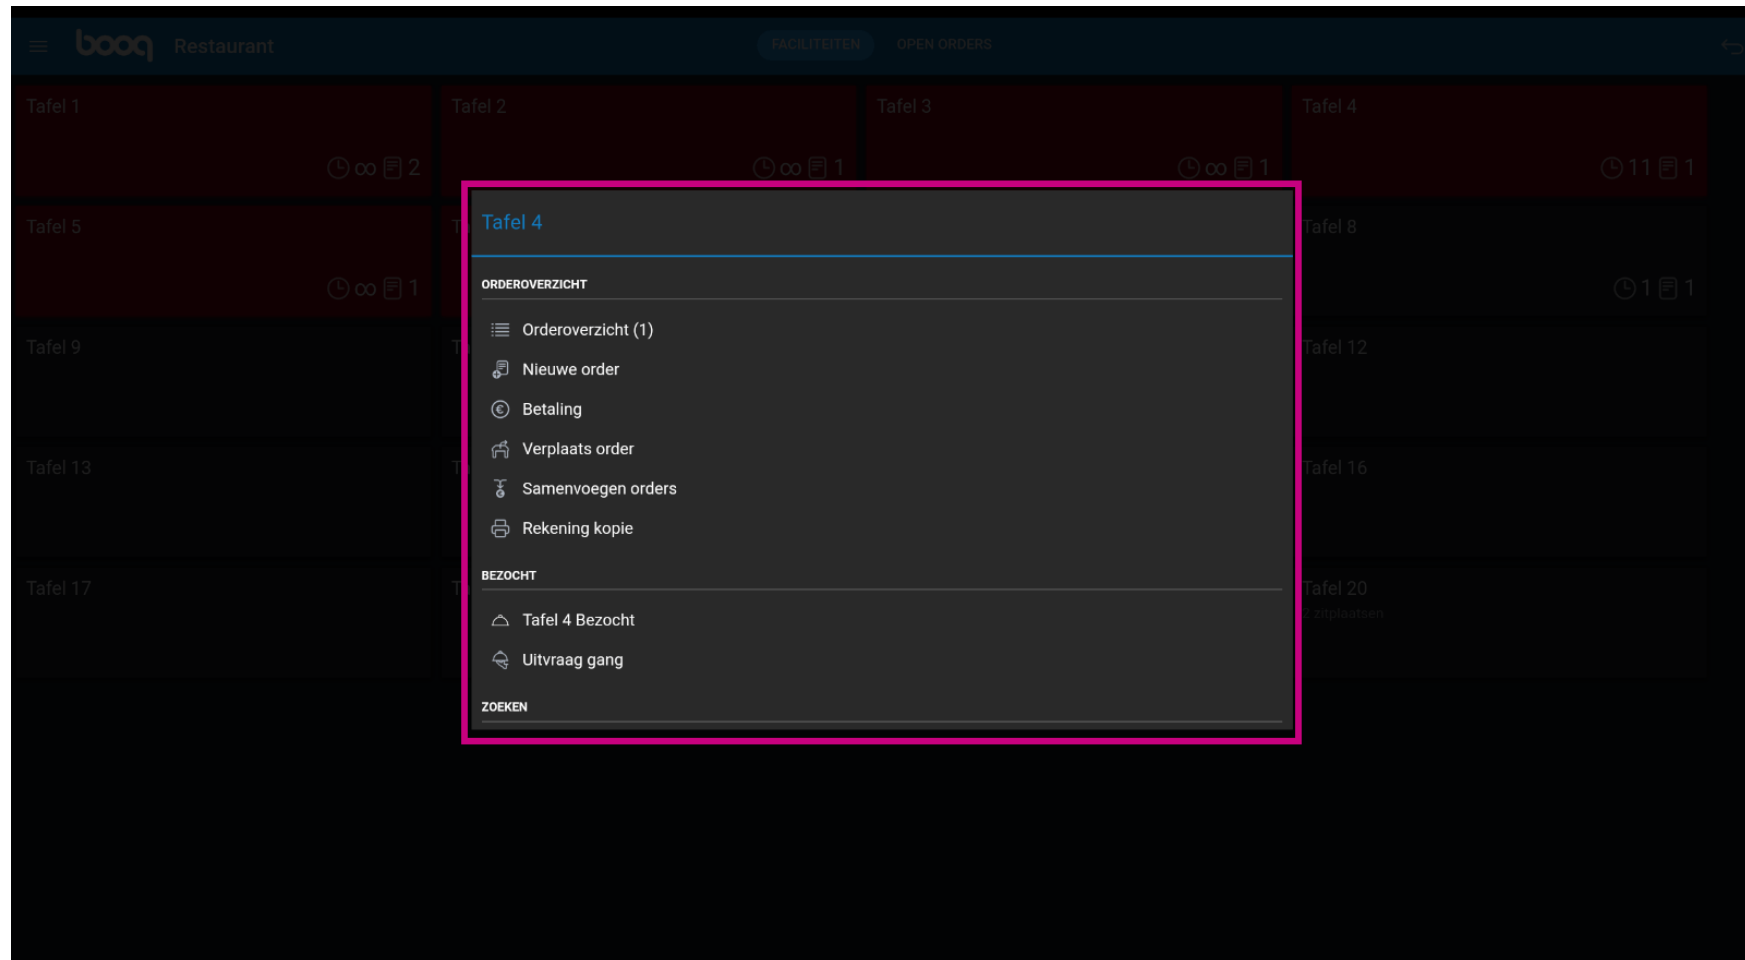 booq Restaurant FACILITEITEN OPEN ORDERS
Tafel 1 Tafel 2 Tafel 3 Tafel 4
∞ 2 ∞ 1 ∞ 1 11 1
Tafel 5 Tafel 8
∞ 1 1 1
Tafel 9 Tafel 12
Tafel 13 Tafel 16
Tafel 17 Tafel 20
2 zitplaatsen
Tafel 4
ORDEROVERZICHT
Orderoverzicht (1)
Nieuwe order
Betaling
Verplaats order
Samenvoegen orders
Rekening kopie
BEZOCHT
Tafel 4 Bezocht
Uitvraag gang
ZOEKEN